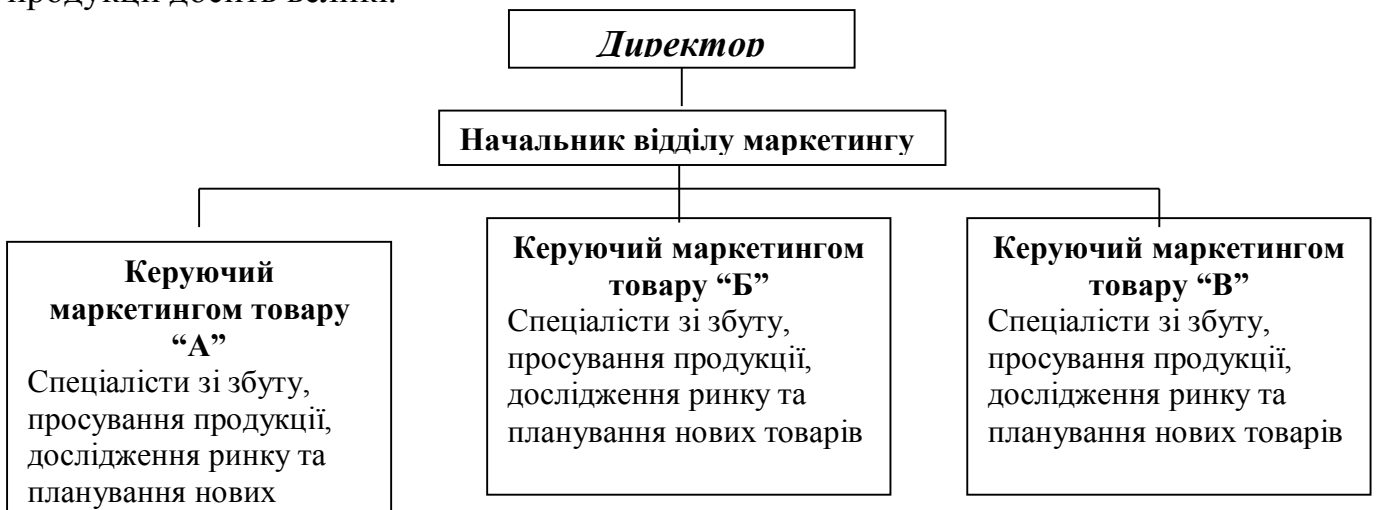 продукції досить великі.
Директор
Начальник відділу маркетингу
Керуючий
маркетингом товару
“А”
Спеціалісти зі збуту,
просування продукції,
дослідження ринку та
планування нових
Керуючий маркетингом
товару “Б”
Спеціалісти зі збуту,
просування продукції,
дослідження ринку та
планування нових товарів
Керуючий маркетингом
товару “В”
Спеціалісти зі збуту,
просування продукції,
дослідження ринку та
планування нових товарів